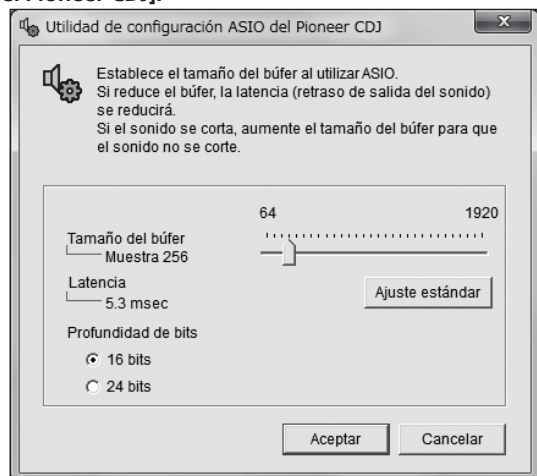 Pioneer CDJ].
Utilidad de configuración ASIO del Pioneer CDJ
Establece el tamaño del búfer al utilizar ASIO.
Si reduce el búfer, la latencia (retraso de salida del sonido)
se reducirá.
Si el sonido se corta, aumente el tamaño del búfer para que
el sonido no se corte.
64 1920
Tamaño del búfer
Muestra 256
Latencia
5.3 msec
Ajuste estándar
Profundidad de bits
16 bits
24 bits
Aceptar Cancelar